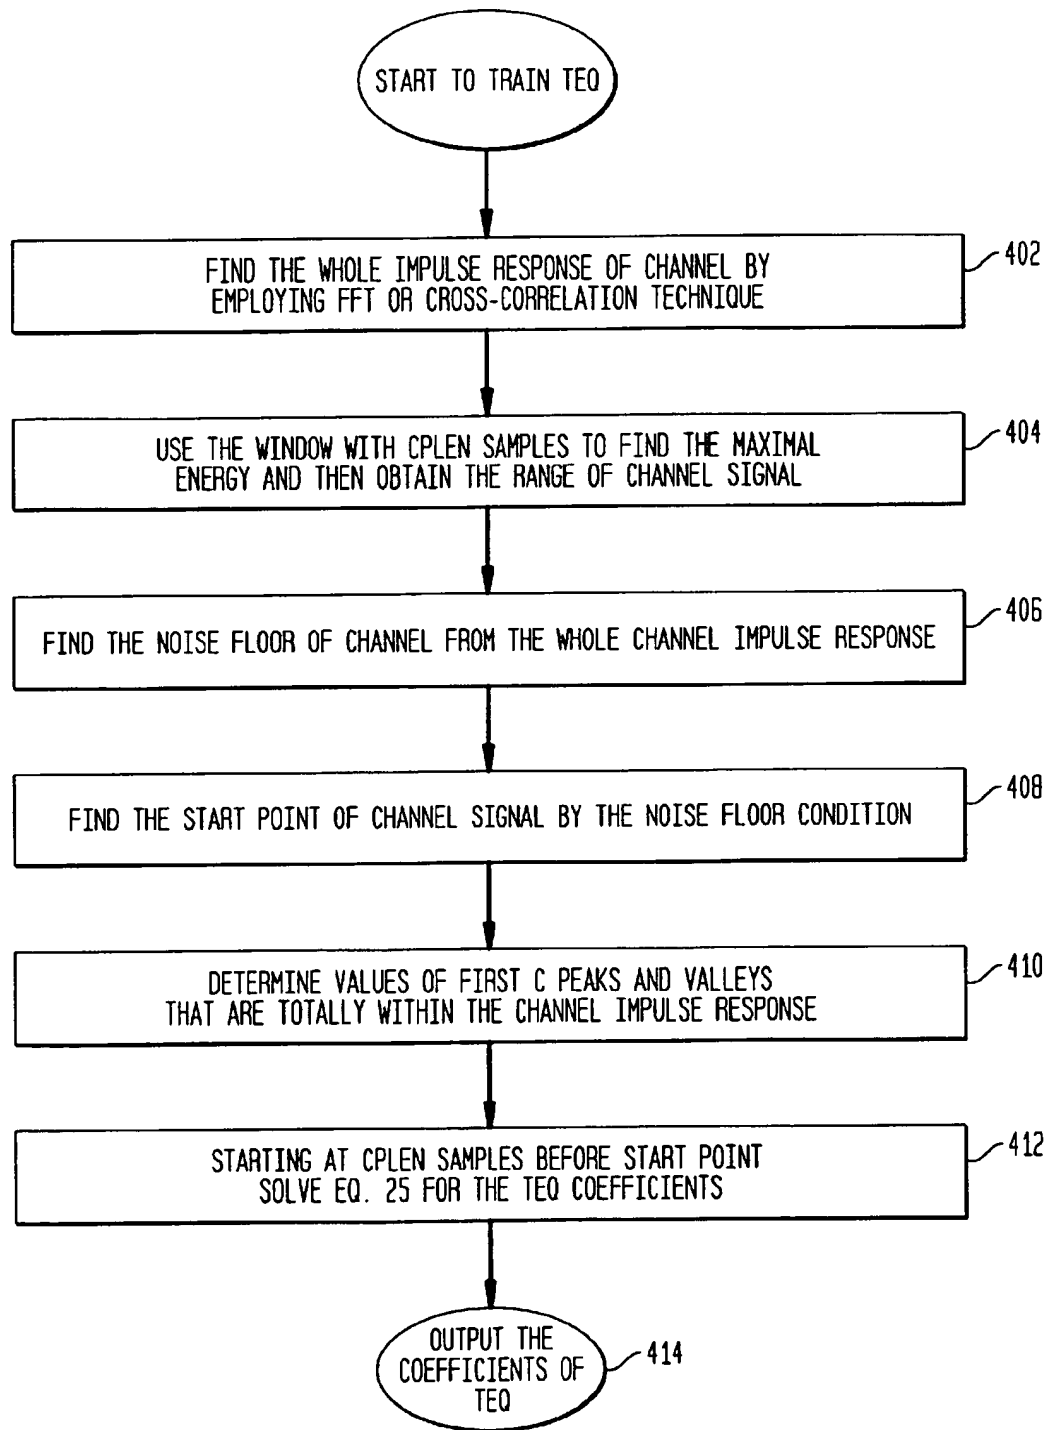 START TO TRAIN TEQ
FIND THE WHOLE IMPULSE RESPONSE OF CHANNEL BY
EMPLOYING FFT OR CROSS-CORRELATION TECHNIQUE
402
USE THE WINDOW WITH CPLEN SAMPLES TO FIND THE MAXIMAL
ENERGY AND THEN OBTAIN THE RANGE OF CHANNEL SIGNAL
404
FIND THE NOISE FLOOR OF CHANNEL FROM THE WHOLE CHANNEL IMPULSE RESPONSE
406
FIND THE START POINT OF CHANNEL SIGNAL BY THE NOISE FLOOR CONDITION
408
DETERMINE VALUES OF FIRST C PEAKS AND VALLEYS
THAT ARE TOTALLY WITHIN THE CHANNEL IMPULSE RESPONSE
410
STARTING AT CPLEN SAMPLES BEFORE START POINT
SOLVE EQ. 25 FOR THE TEQ COEFFICIENTS
412
OUTPUT THE
COEFFICIENTS OF
TEQ
414